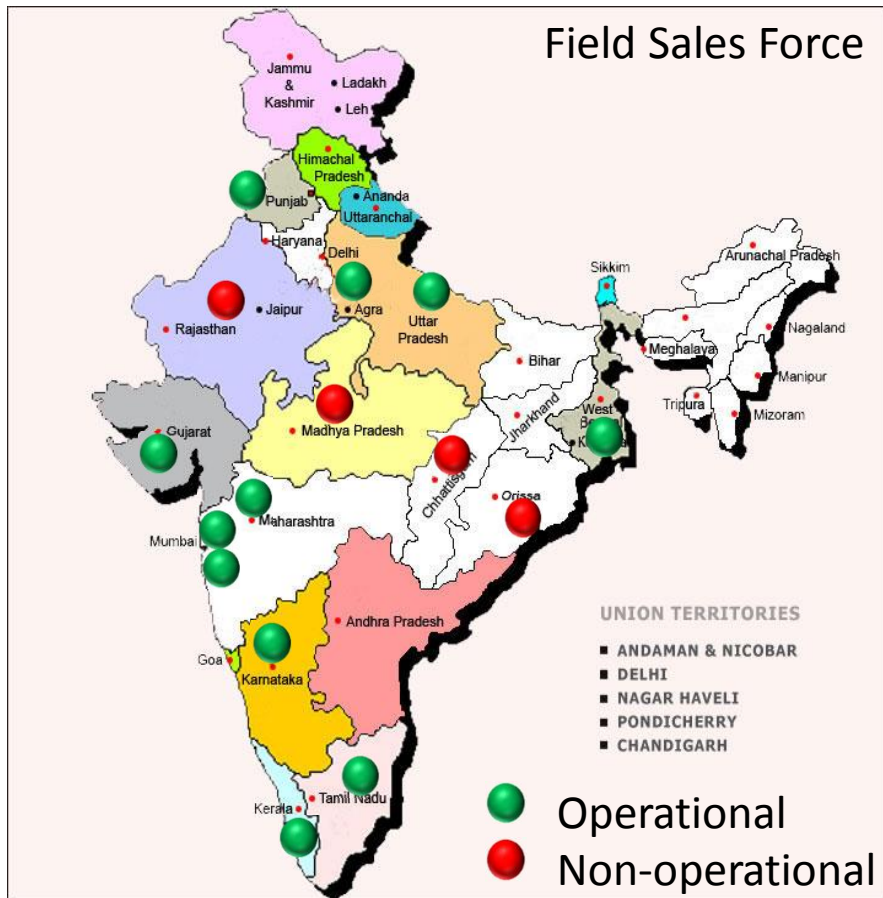 Field Sales Force
Jammu
&
Kashmir
Ladakh
Leh
Himachal
Pradesh
Punjab
Ananda
Uttaranchal
Haryana
Delhi
Rajasthan
Jaipur
Agra
Uttar
Pradesh
Sikkim
Arunachal Pradesh
Nagaland
Meghalaya
Manipur
Tripura
Mizoram
Bihar
Jharkhand
West
Gujarat
Madhya Pradesh
Chhattisgarh
Orissa
Maharashtra
Mumbai
Andhra Pradesh
Goa
Karnataka
UNION TERRITORIES
ANDAMAN & NICOBAR
DELHI
NAGAR HAVELI
PONDICHERRY
CHANDIGARH
Kerala
Tamil Nadu
Operational
Non-operational